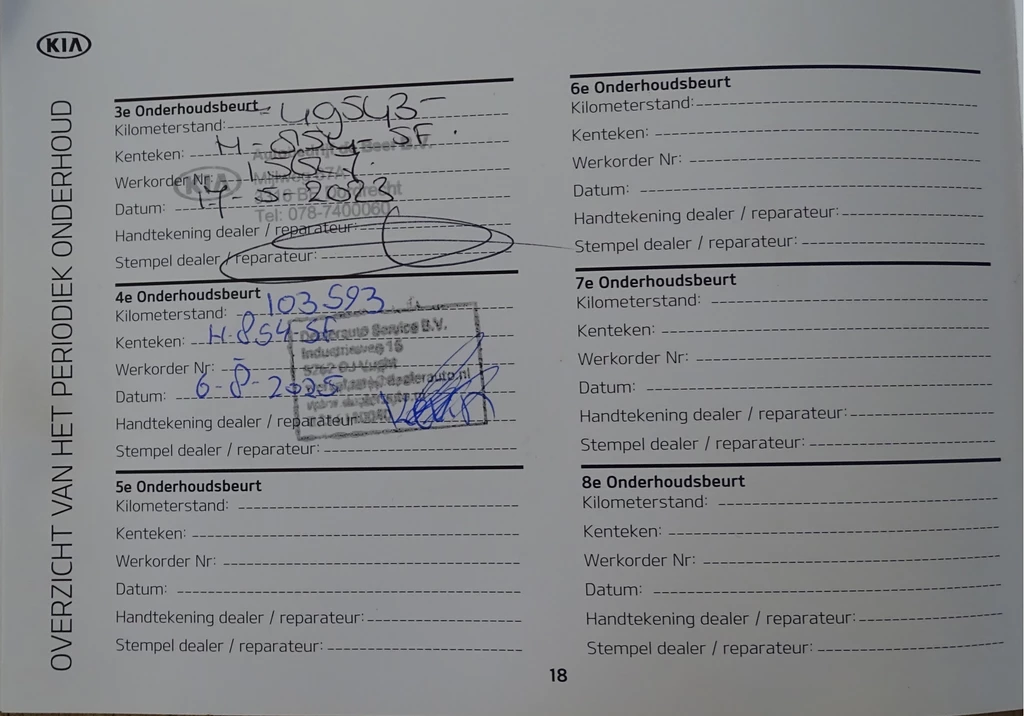 KIA
OVERZICHT VAN HET PERIODIEK ONDERHOUD
3e Onderhoudsbeurt
Kilometerstand: 49543-
Kenteken: H-854-SF.
Werkorder Nr:
Datum: 2023
KIA
Tel: 078-7400060
Handtekening dealer / reparateur:
Stempel dealer / reparateur:
4e Onderhoudsbeurt
Kilometerstand: 103593
Kenteken: H-854-SF
Service B.V.
Industrieweg 15
Werkorder Nr: -
Vught
Datum: 6-8-2025
Handtekening dealer / reparateur:
Stempel dealer / reparateur:
5e Onderhoudsbeurt
Kilometerstand:
Kenteken:
Werkorder Nr:
Datum:
Handtekening dealer / reparateur:
Stempel dealer / reparateur:
6e Onderhoudsbeurt
Kilometerstand:
Kenteken:
Werkorder Nr:
Datum:
Handtekening dealer / reparateur:
Stempel dealer / reparateur:
7e Onderhoudsbeurt
Kilometerstand:
Kenteken:
Werkorder Nr:
Datum:
Handtekening dealer / reparateur:
Stempel dealer / reparateur:
8e Onderhoudsbeurt
Kilometerstand:
Kenteken:
Werkorder Nr:
Datum:
Handtekening dealer / reparateur:
Stempel dealer / reparateur:
18